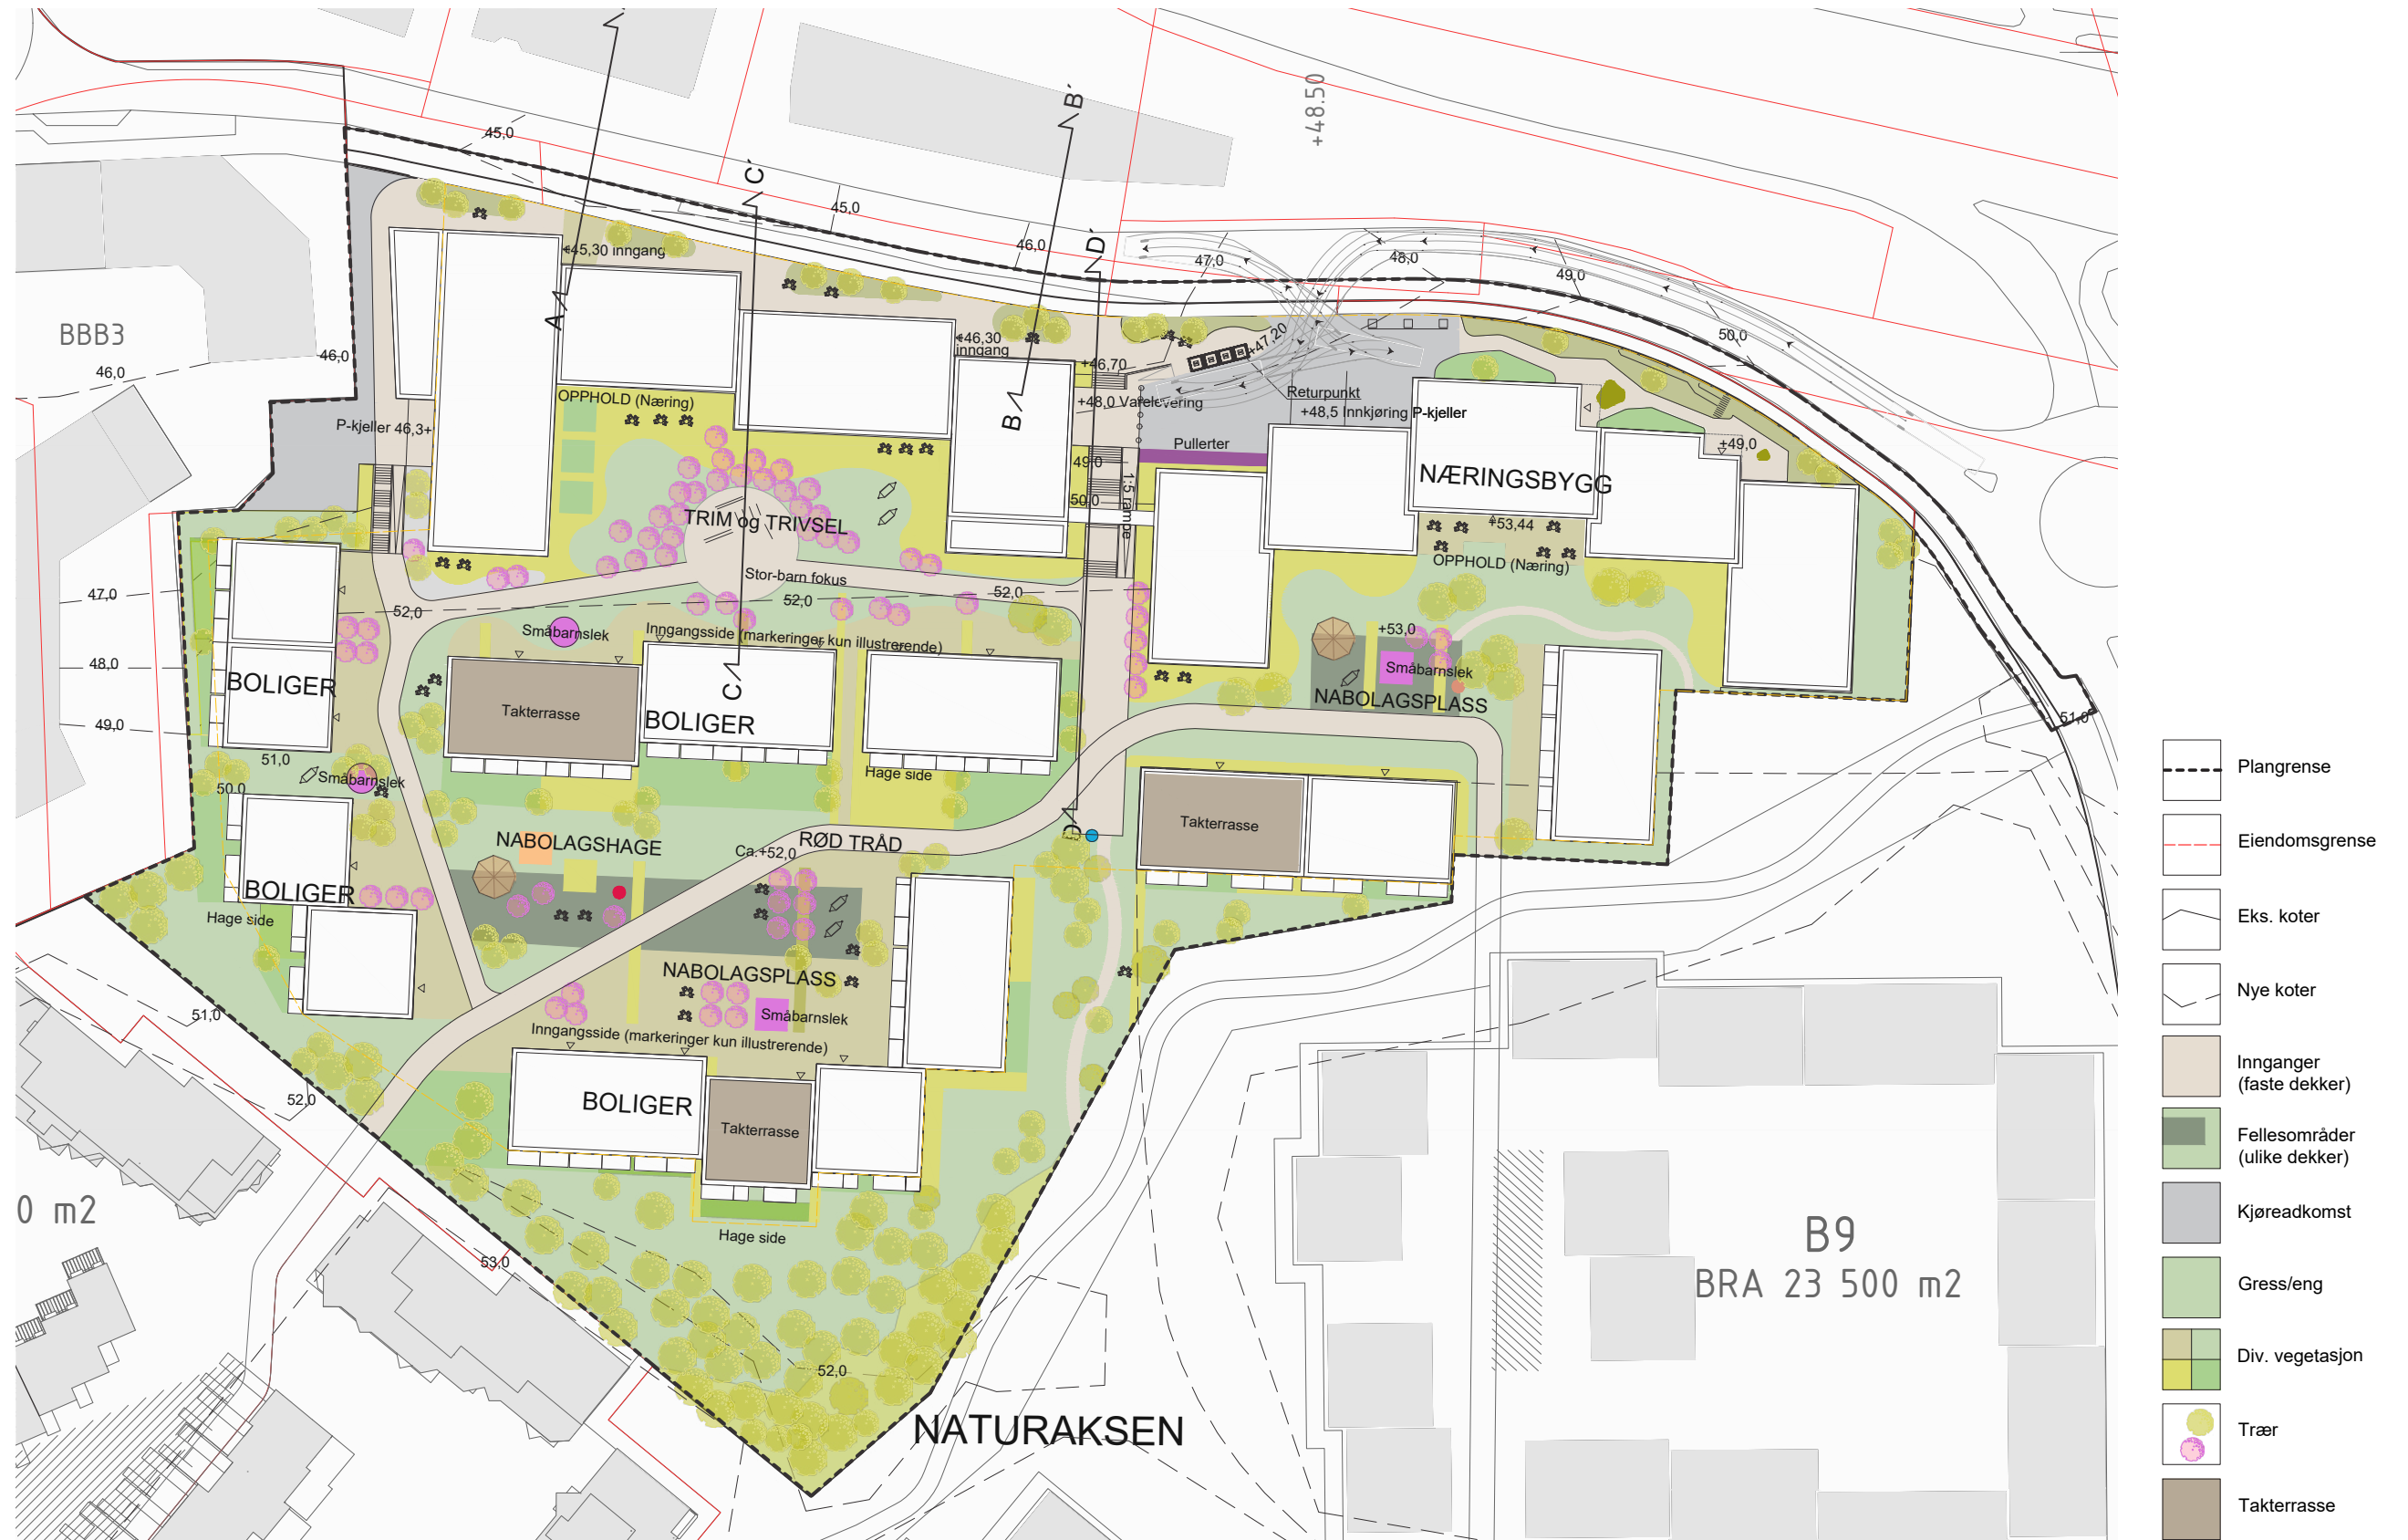 A'
B'
+48.50
45,0
C'
45,0
46,0
D'
47,0
48,0
49,0
50,0
+45,30 inngang
A
BBB3
46,0
46,0
+46,30
inngang
+46,70
+47,20
Returpunkt
+48,0 Varelevering
+48,5 Innkjøring P-kjeller
OPPHOLD (Næring)
B
P-kjeller 46,3+
Pullerter
+49,0
49,0
NÆRINGSBYGG
50,0
1:5 rampe
TRIM og TRIVSEL
+53,44
OPPHOLD (Næring)
Stor-barn fokus
52,0
52,0
52,0
47,0
Småbarnslek
Inngangsside (markeringer kun illustrerende)
+53,0
48,0
Småbarnslek
BOLIGER
C
NABOLAGSPLASS
Takterrasse
BOLIGER
49,0
51,0
51,0
Småbarnslek
Hage side
50,0
Takterrasse
D
NABOLAGSHAGE
RØD TRÅD
Ca.+52,0
BOLIGER
Hage side
NABOLAGSPLASS
51,0
Småbarnslek
Inngangsside (markeringer kun illustrerende)
52,0
BOLIGER
Takterrasse
0 m2
Hage side
53,0
B9
BRA 23 500 m2
52,0
NATURAKSEN
Plangrense
Eiendomsgrense
Eks. koter
Nye koter
Innganger
(faste dekker)
Fellesområder
(ulike dekker)
Kjøreadkomst
Gress/eng
Div. vegetasjon
Trær
Takterrasse